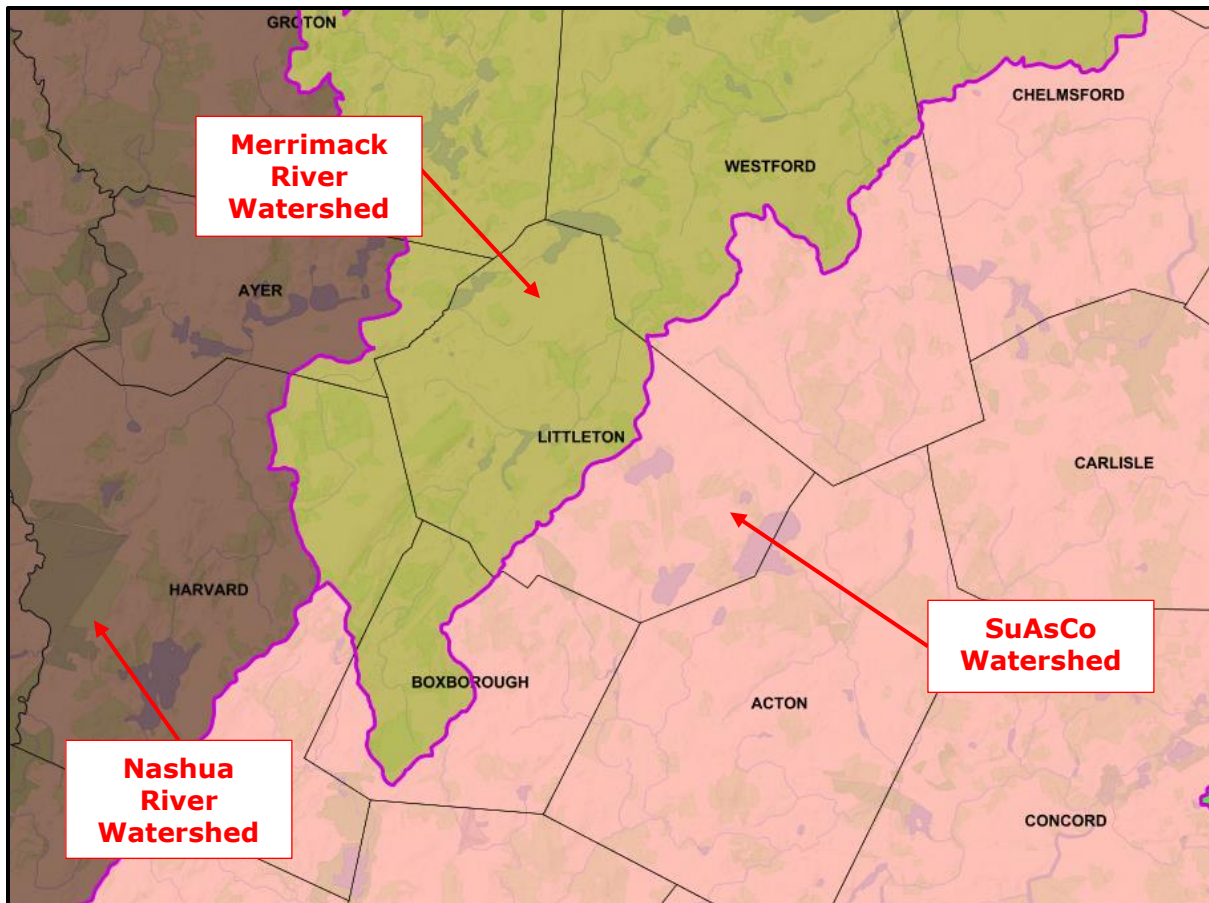 GROTON
CHELMSFORD
Merrimack
River
Watershed
WESTFORD
AYER
LITTLETON
CARLISLE
HARVARD
SuAsCo
Watershed
BOXBOROUGH
ACTON
Nashua
River
Watershed
CONCORD